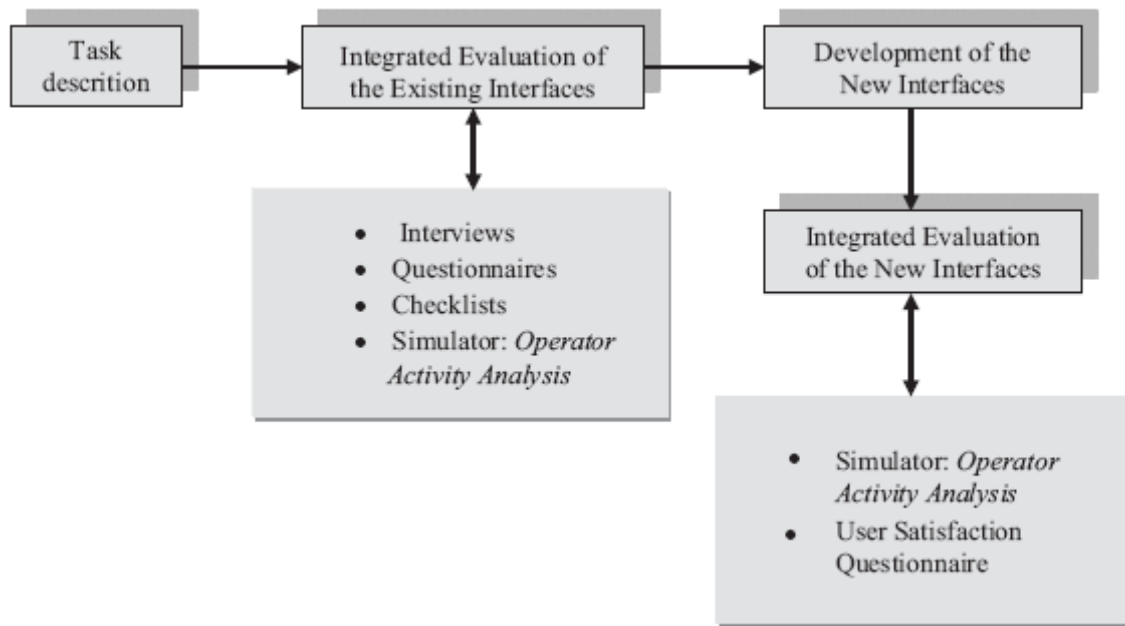 Task
descrition
Integrated Evaluation of
the Existing Interfaces
Development of the
New Interfaces
Integrated Evaluation
of the New Interfaces
• Interviews
• Questionnaires
• Checklists
• Simulator: Operator
Activity Analysis
• Simulator: Operator
Activity Analysis
• User Satisfaction
Questionnaire